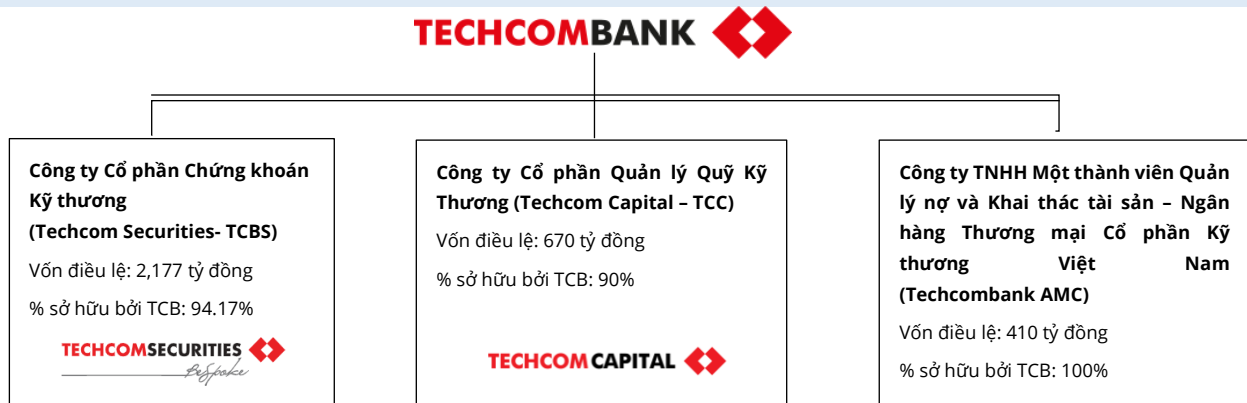 TECHCOMBANK
Công ty Cổ phần Chứng khoán
Kỹ thương
(Techcom Securities- TCBS)
Vốn điều lệ: 2,177 tỷ đồng
% sở hữu bởi TCB: 94.17%
TECHCOMSECURITIES
BeSpoke
Công ty Cổ phần Quản lý Quỹ Kỹ
Thương (Techcom Capital – TCC)
Vốn điều lệ: 670 tỷ đồng
% sở hữu bởi TCB: 90%
TECHCOM CAPITAL
Công ty TNHH Một thành viên Quản
lý nợ và Khai thác tài sản – Ngân
hàng Thương mại Cổ phần Kỹ
thương Việt Nam
(Techcombank AMC)
Vốn điều lệ: 410 tỷ đồng
% sở hữu bởi TCB: 100%